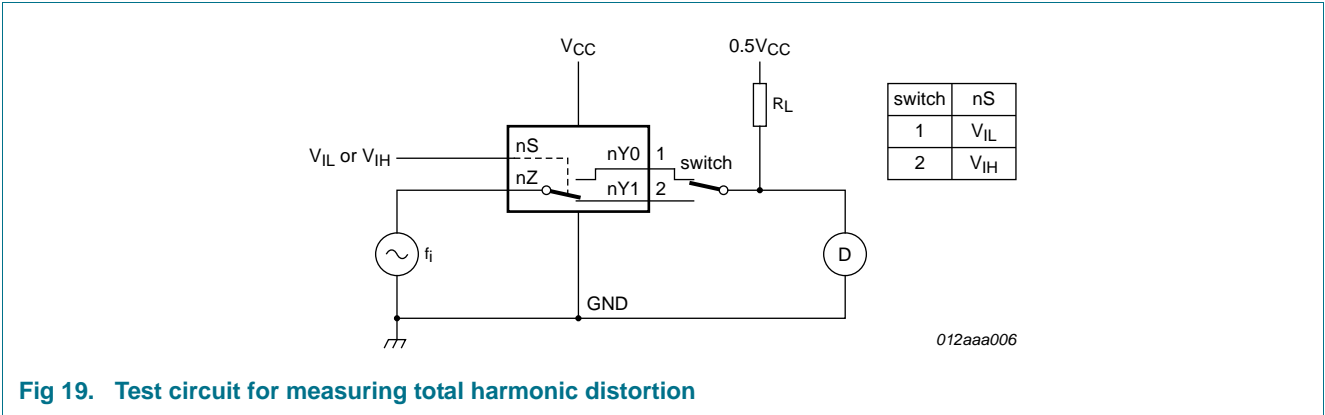 VCC
0.5VCC
RL
switch nS
1 VIL
2 VIH
VIL or VIH
nS
nY0 1
switch
nZ
nY1 2
fi
D
GND
012aaa006
Fig 19. Test circuit for measuring total harmonic distortion